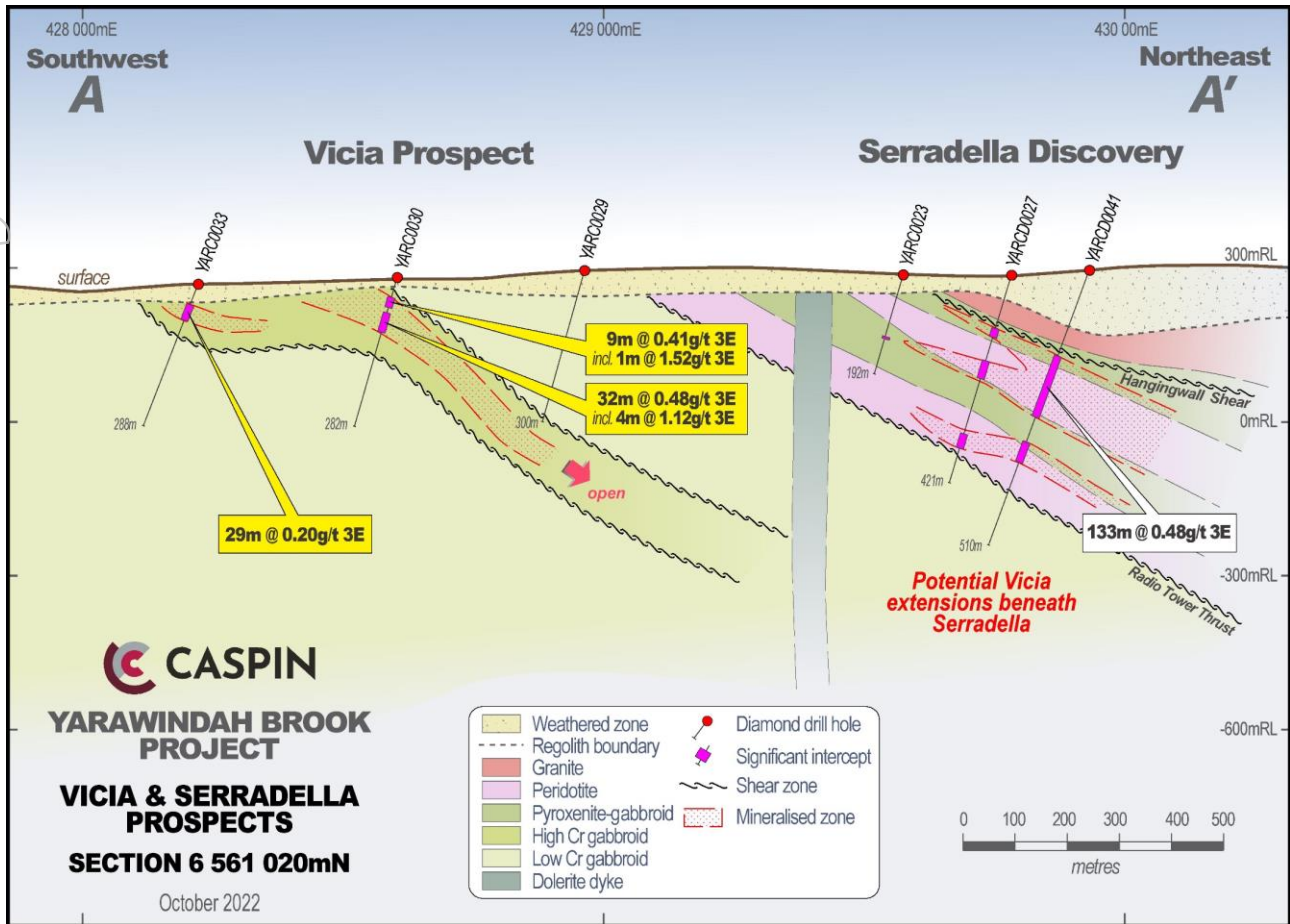 428 000mE
429 000mE
430 00mE
Southwest
A
Northeast
A'
Vicia Prospect
Serradella Discovery
YARC0033
YARC0030
YARC0029
YARC0023
YARCD0027
YARCD0041
surface
300mRL
9m @ 0.41g/t 3E
incl. 1m @ 1.52g/t 3E
32m @ 0.48g/t 3E
incl. 4m @ 1.12g/t 3E
192m
Hangingwall Shear
288m
282m
300m
0mRL
open
421m
29m @ 0.20g/t 3E
133m @ 0.48g/t 3E
510m
Radio Tower Thrust
-300mRL
Potential Vicia
extensions beneath
Serradella
CASPIN
YARAWINDAH BROOK
PROJECT
VICIA & SERRADELLA
PROSPECTS
SECTION 6 561 020mN
October 2022
Weathered zone
Regolith boundary
Granite
Peridotite
Pyroxenite-gabbroid
High Cr gabbroid
Low Cr gabbroid
Dolerite dyke
Diamond drill hole
Significant intercept
Shear zone
Mineralised zone
-600mRL
0 100 200 300 400 500
metres